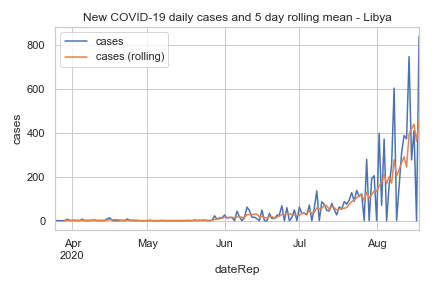 New COVID-19 daily cases and 5 day rolling mean - Libya
cases
cases (rolling)
800
600
400
200
0
cases
Apr
2020
May
Jun
Jul
Aug
dateRep